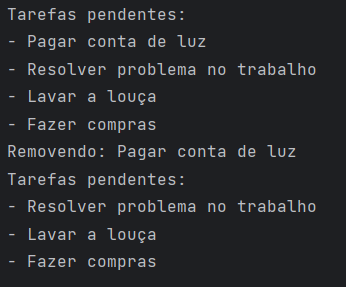 Tarefas pendentes:
- Pagar conta de luz
- Resolver problema no trabalho
- Lavar a louça
- Fazer compras
Removendo: Pagar conta de luz
Tarefas pendentes:
- Resolver problema no trabalho
- Lavar a louça
- Fazer compras